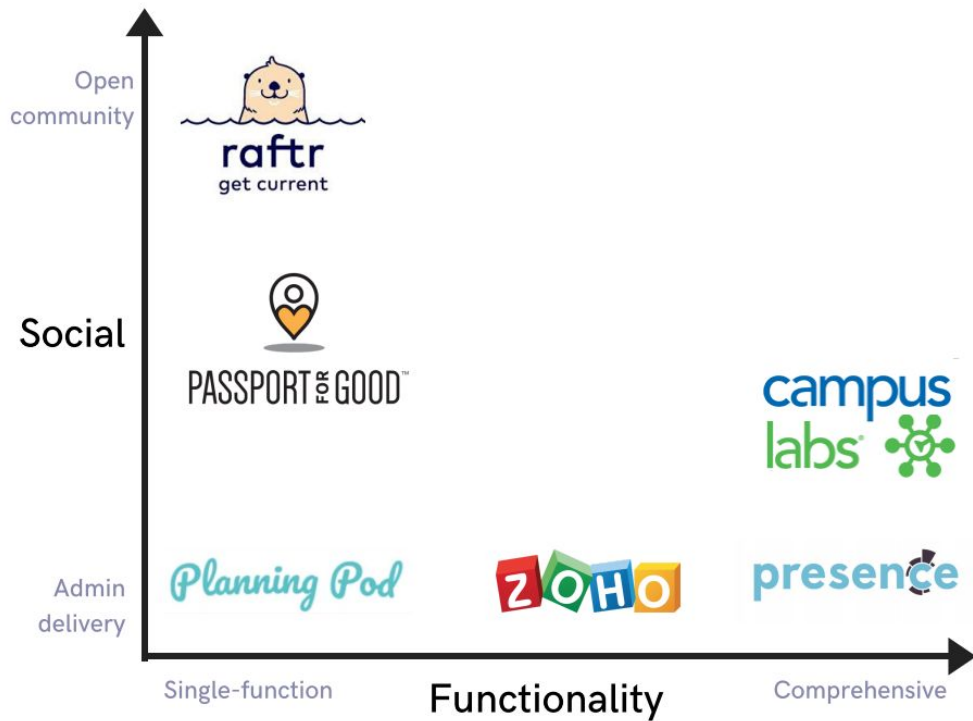 Open
community
raftr
get current
Social
PASSPORT FOR GOOD™
campus
labs®
Admin
delivery
Planning Pod
ZOHO
presence
Single-function
Functionality
Comprehensive